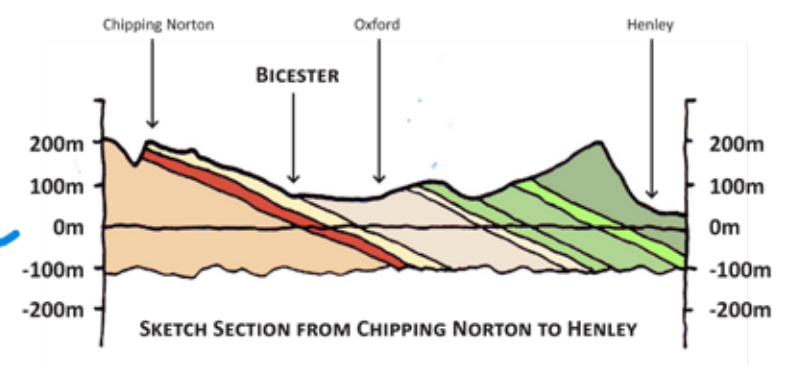 Chipping Norton
Oxford
Henley
BICESTER
200m
200m
100m
100m
0m
0m
-100m
-100m
-200m
-200m
SKETCH SECTION FROM CHIPPING NORTON TO HENLEY